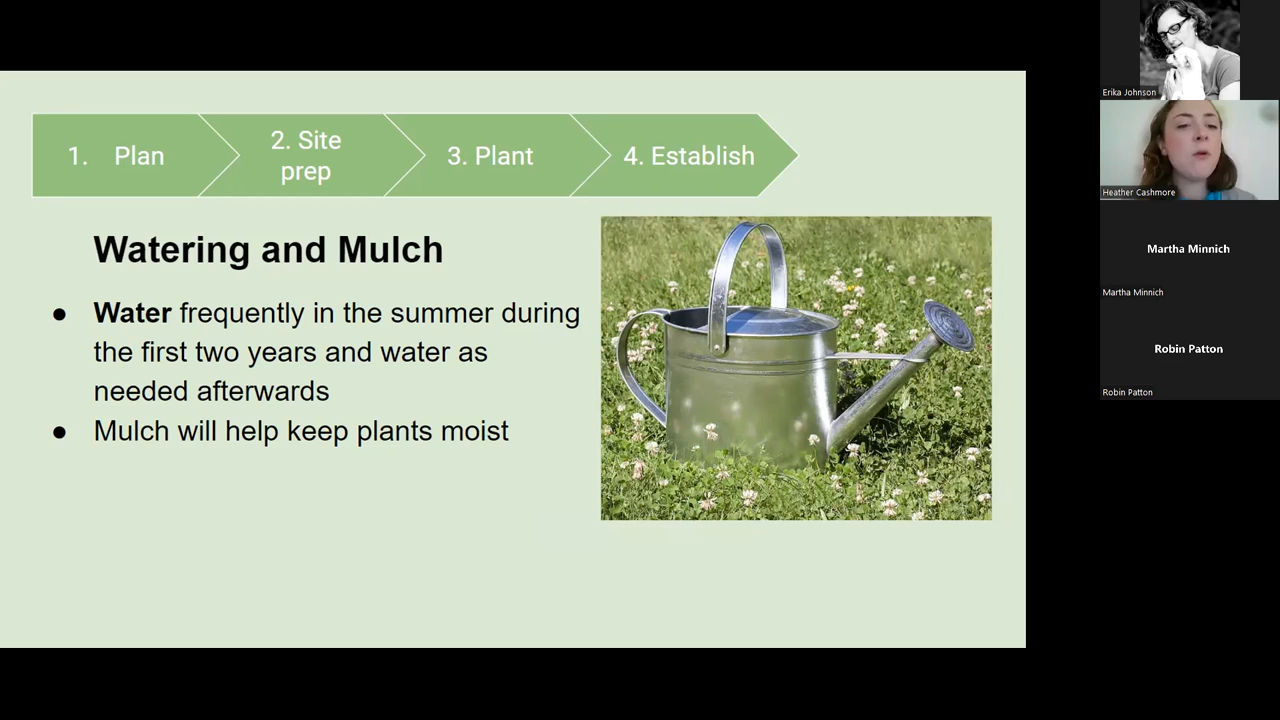 1. Plan
2. Site
prep
3. Plant
4. Establish
Watering and Mulch
● Water frequently in the summer during
the first two years and water as
needed afterwards
● Mulch will help keep plants moist
Erika Johnson
Heather Cashmore
Martha Minnich
Martha Minnich
Robin Patton
Robin Patton